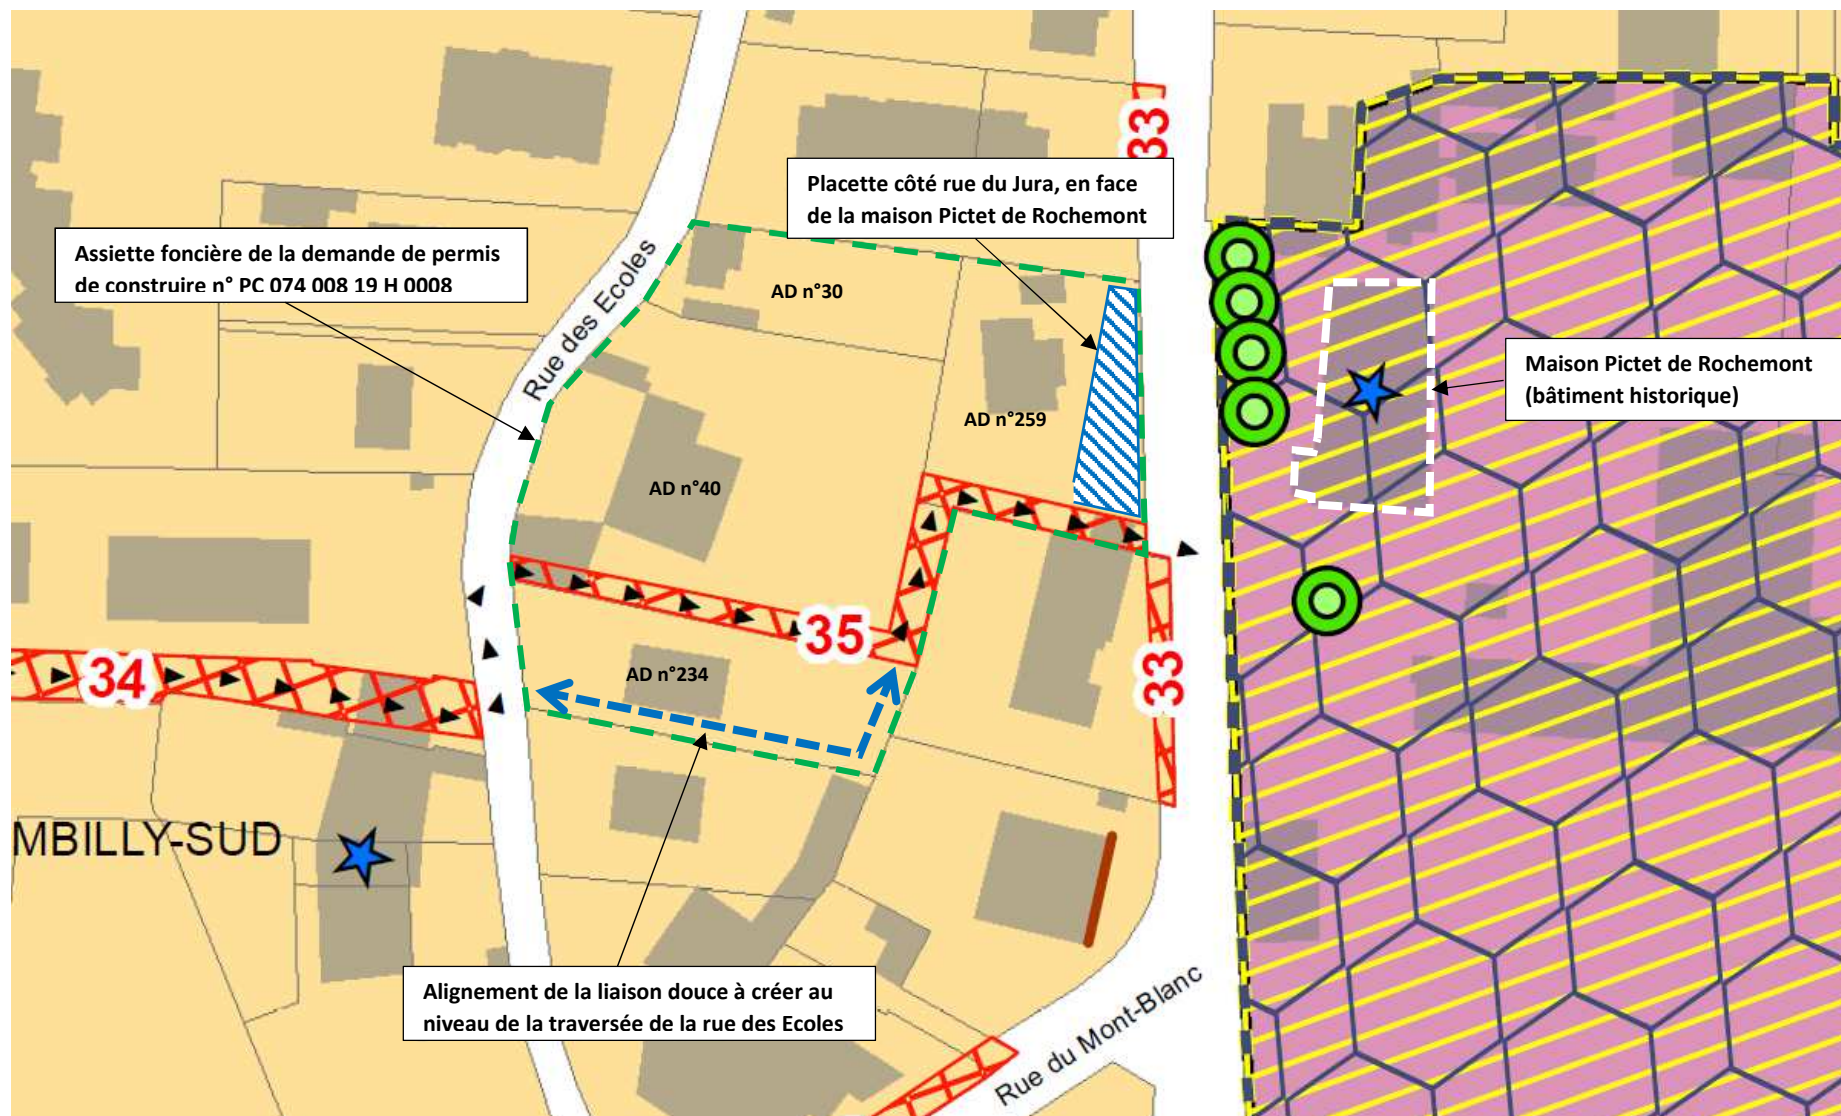 33
Placette côté rue du Jura, en face
de la maison Pictet de Rochemont
Assiette foncière de la demande de permis
de construire n° PC 074 008 19 H 0008
Rue des Ecoles
AD n°30
Maison Pictet de Rochemont
(bâtiment historique)
AD n°259
AD n°40
35
34
AD n°234
33
MBILLY-SUD
Alignement de la liaison douce à créer au
niveau de la traversée de la rue des Ecoles
Rue du Mont-Blanc